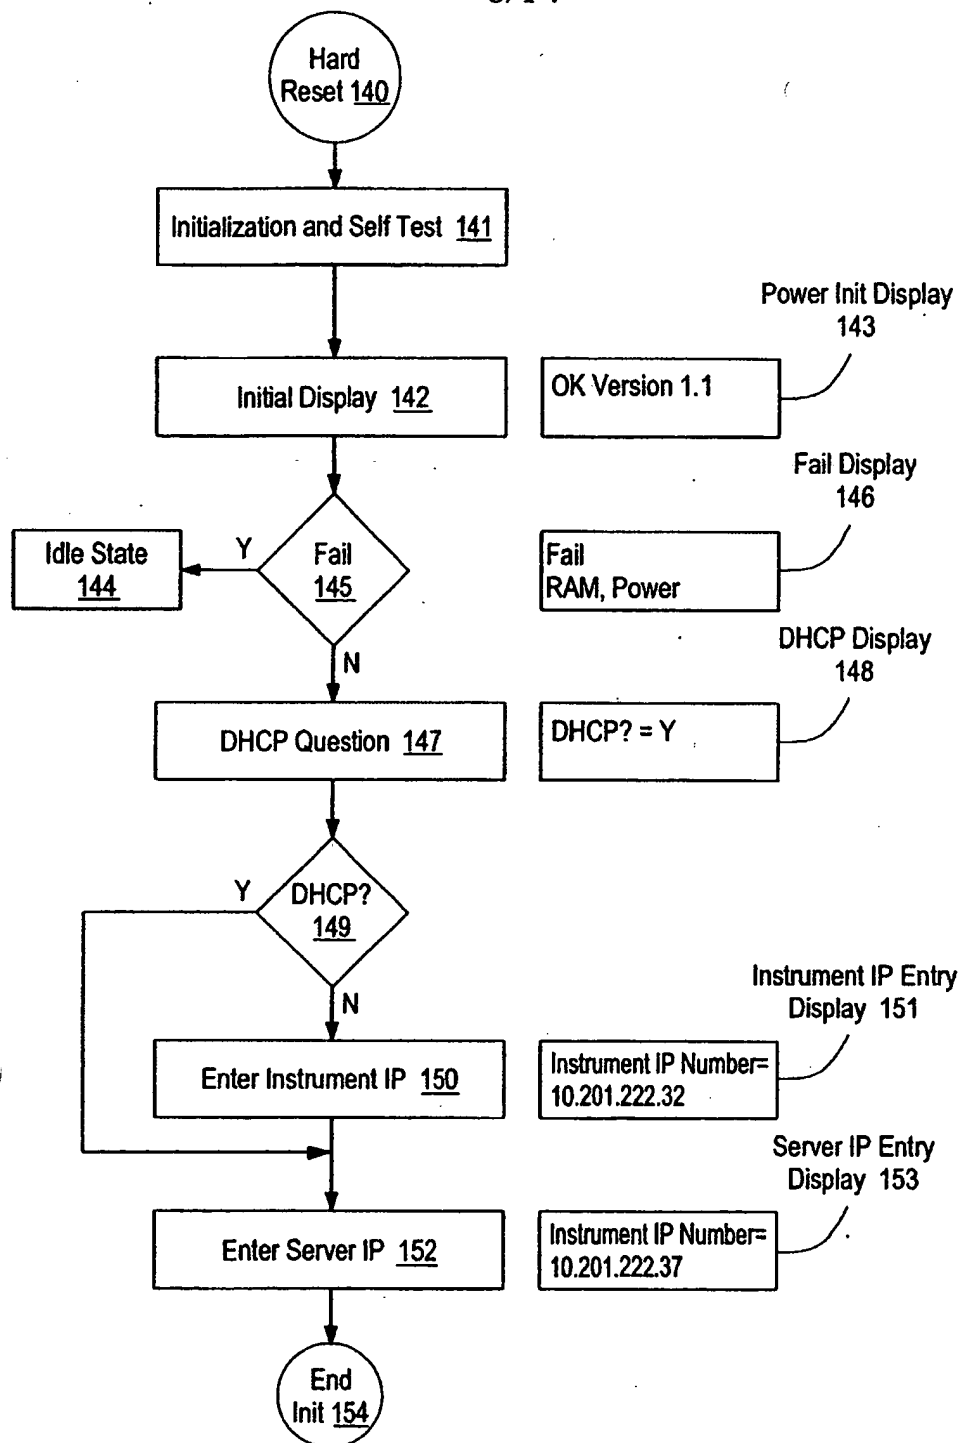 Hard
Reset 140
Initialization and Self Test 141
Power Init Display
143
Initial Display 142
OK Version 1.1
Fail Display
146
Idle State
144
Y
Fail
145
Fail
RAM, Power
N
DHCP Display
148
DHCP Question 147
DHCP? = Y
Y
DHCP?
149
N
Instrument IP Entry
Display 151
Enter Instrument IP 150
Instrument IP Number=
10.201.222.32
Server IP Entry
Display 153
Enter Server IP 152
Instrument IP Number=
10.201.222.37
End
Init 154